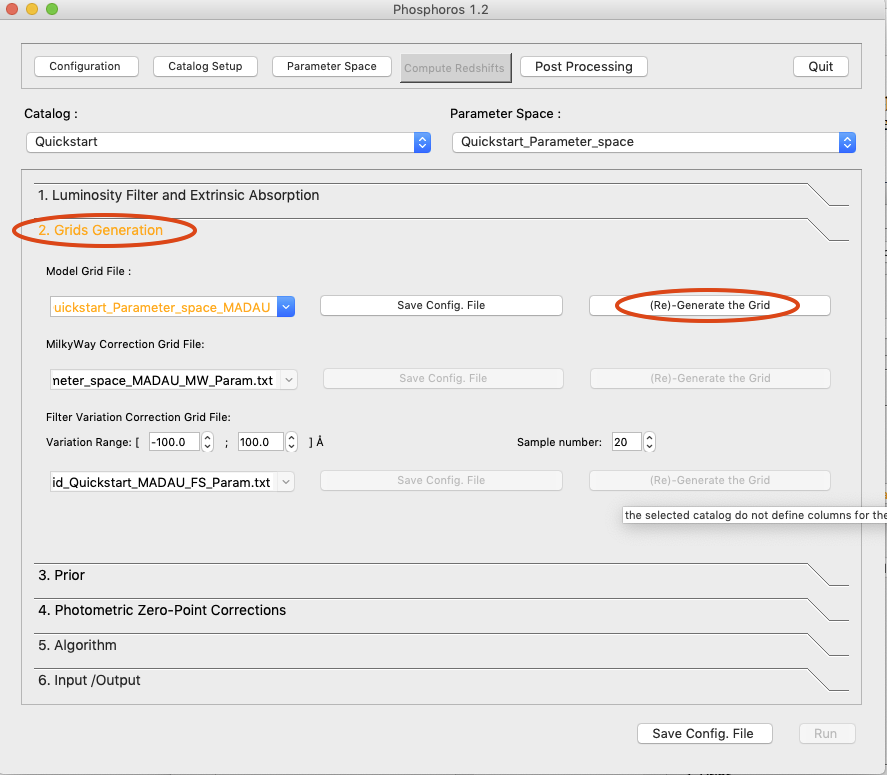 Phosphoros 1.2
Configuration Catalog Setup Parameter Space Compute Redshifts Post Processing Quit
Catalog : Parameter Space :
Quickstart Quickstart_Parameter_space
1. Luminosity Filter and Extrinsic Absorption
2. Grids Generation
Model Grid File :
uickstart_Parameter_space_MADAU Save Config. File (Re)-Generate the Grid
MilkyWay Correction Grid File:
neter_space_MADAU_MW_Param.txt Save Config. File (Re)-Generate the Grid
Filter Variation Correction Grid File:
Variation Range: [ -100.0 ; 100.0 ] Å Sample number: 20
id_Quickstart_MADAU_FS_Param.txt Save Config. File (Re)-Generate the Grid
the selected catalog do not define columns for the
3. Prior
4. Photometric Zero-Point Corrections
5. Algorithm
6. Input /Output
Save Config. File Run